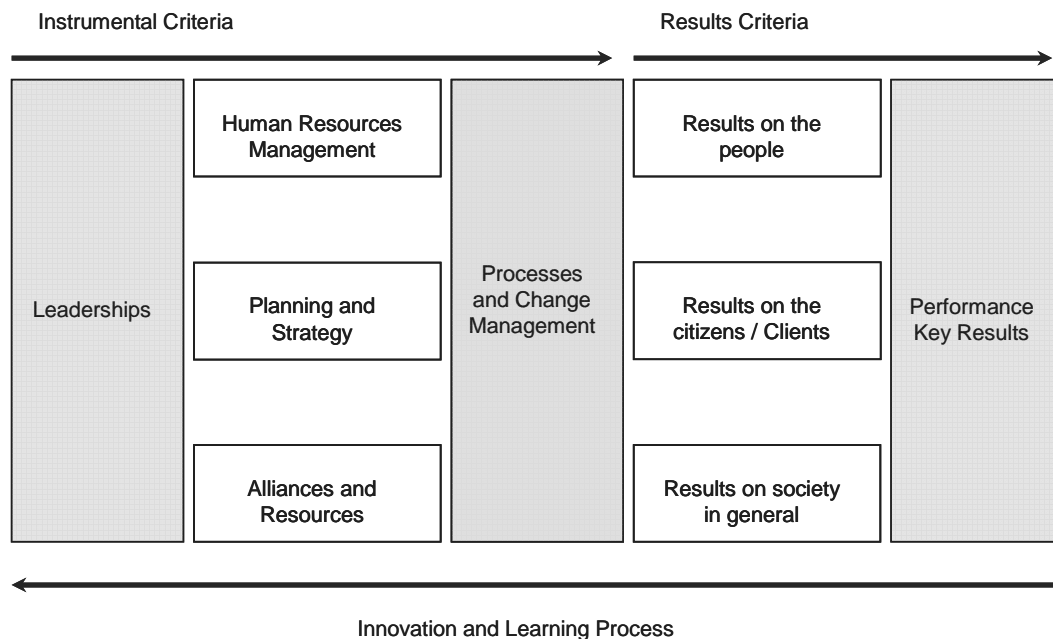 Instrumental Criteria
Results Criteria
Leaderships
Human Resources
Management
Planning and
Strategy
Alliances and
Resources
Processes
and Change
Management
Results on the
people
Results on the
citizens / Clients
Results on society
in general
Performance
Key Results
Innovation and Learning Process